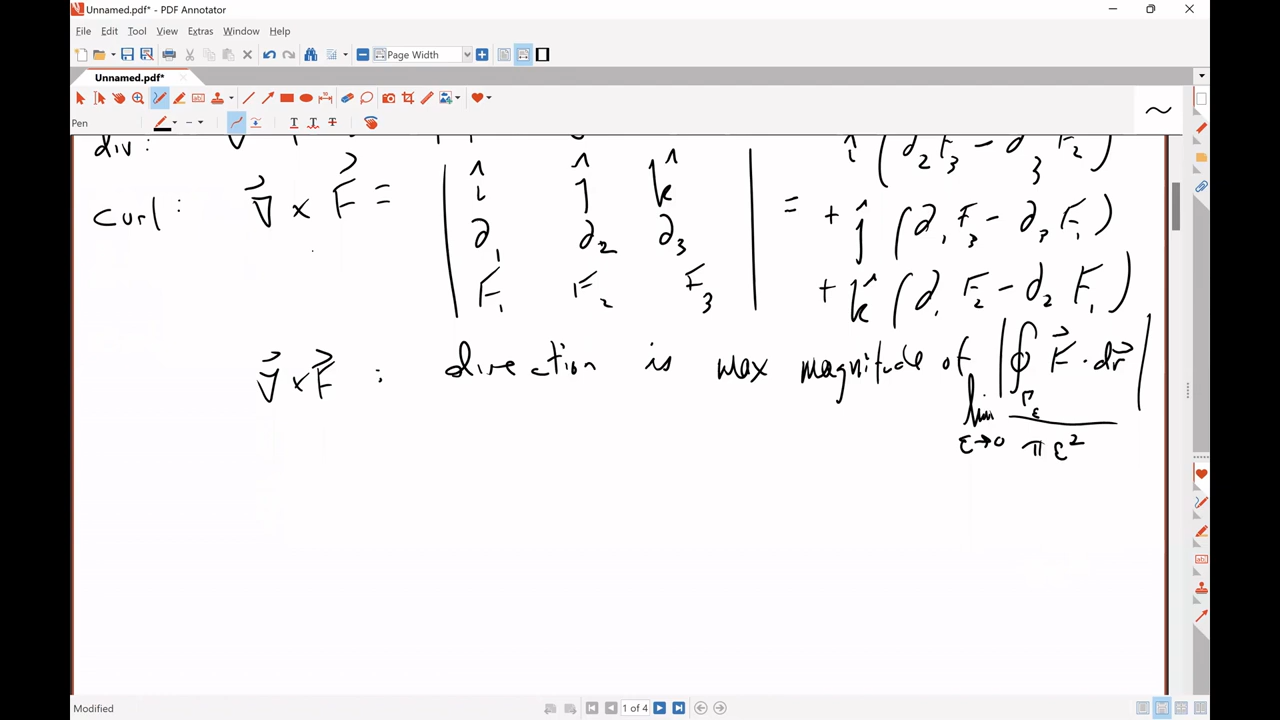 Unnamed.pdf* - PDF Annotator
File Edit Tool View Extras Window Help
Page Width
Unnamed.pdf*
Pen
div:
î (∂₂F₃ − ∂₃F₂)
curl: ∇⃗ × F⃗ = | î ĵ k̂ | = + ĵ (∂₁F₃ − ∂₃F₁)
∂₁ ∂₂ ∂₃
F₁ F₂ F₃
+ k̂ (∂₁F₂ − ∂₂F₁)
∇⃗ × F⃗ : direction is max magnitude of |∮ F⃗ · dr⃗|
Γε
lim
ε→0 πε²
Modified
1 of 4